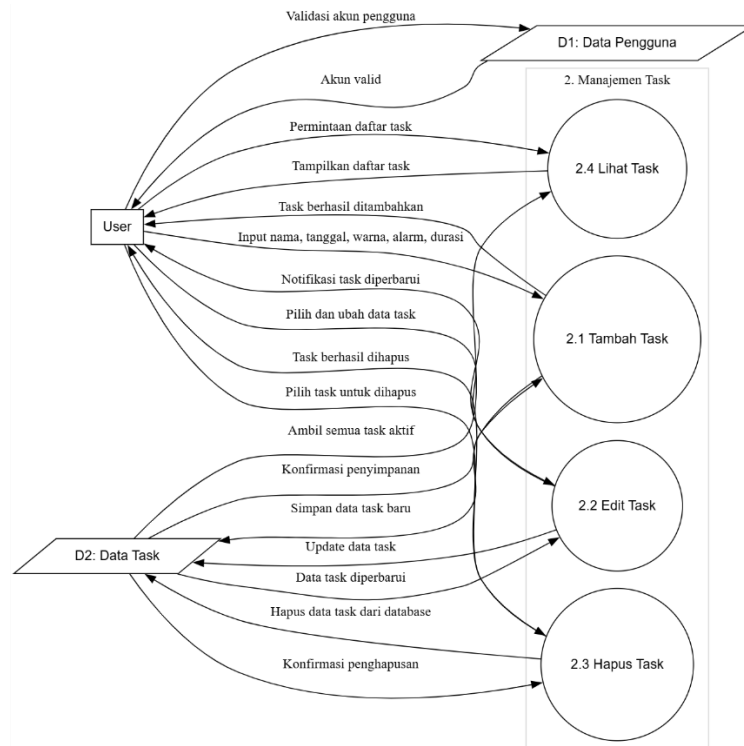 Validasi akun pengguna
D1: Data Pengguna
Akun valid
2. Manajemen Task
Permintaan daftar task
Tampilkan daftar task
2.4 Lihat Task
Task berhasil ditambahkan
User
Input nama, tanggal, warna, alarm, durasi
Notifikasi task diperbarui
Pilih dan ubah data task
2.1 Tambah Task
Task berhasil dihapus
Pilih task untuk dihapus
Ambil semua task aktif
Konfirmasi penyimpanan
Simpan data task baru
2.2 Edit Task
D2: Data Task
Update data task
Data task diperbarui
Hapus data task dari database
Konfirmasi penghapusan
2.3 Hapus Task